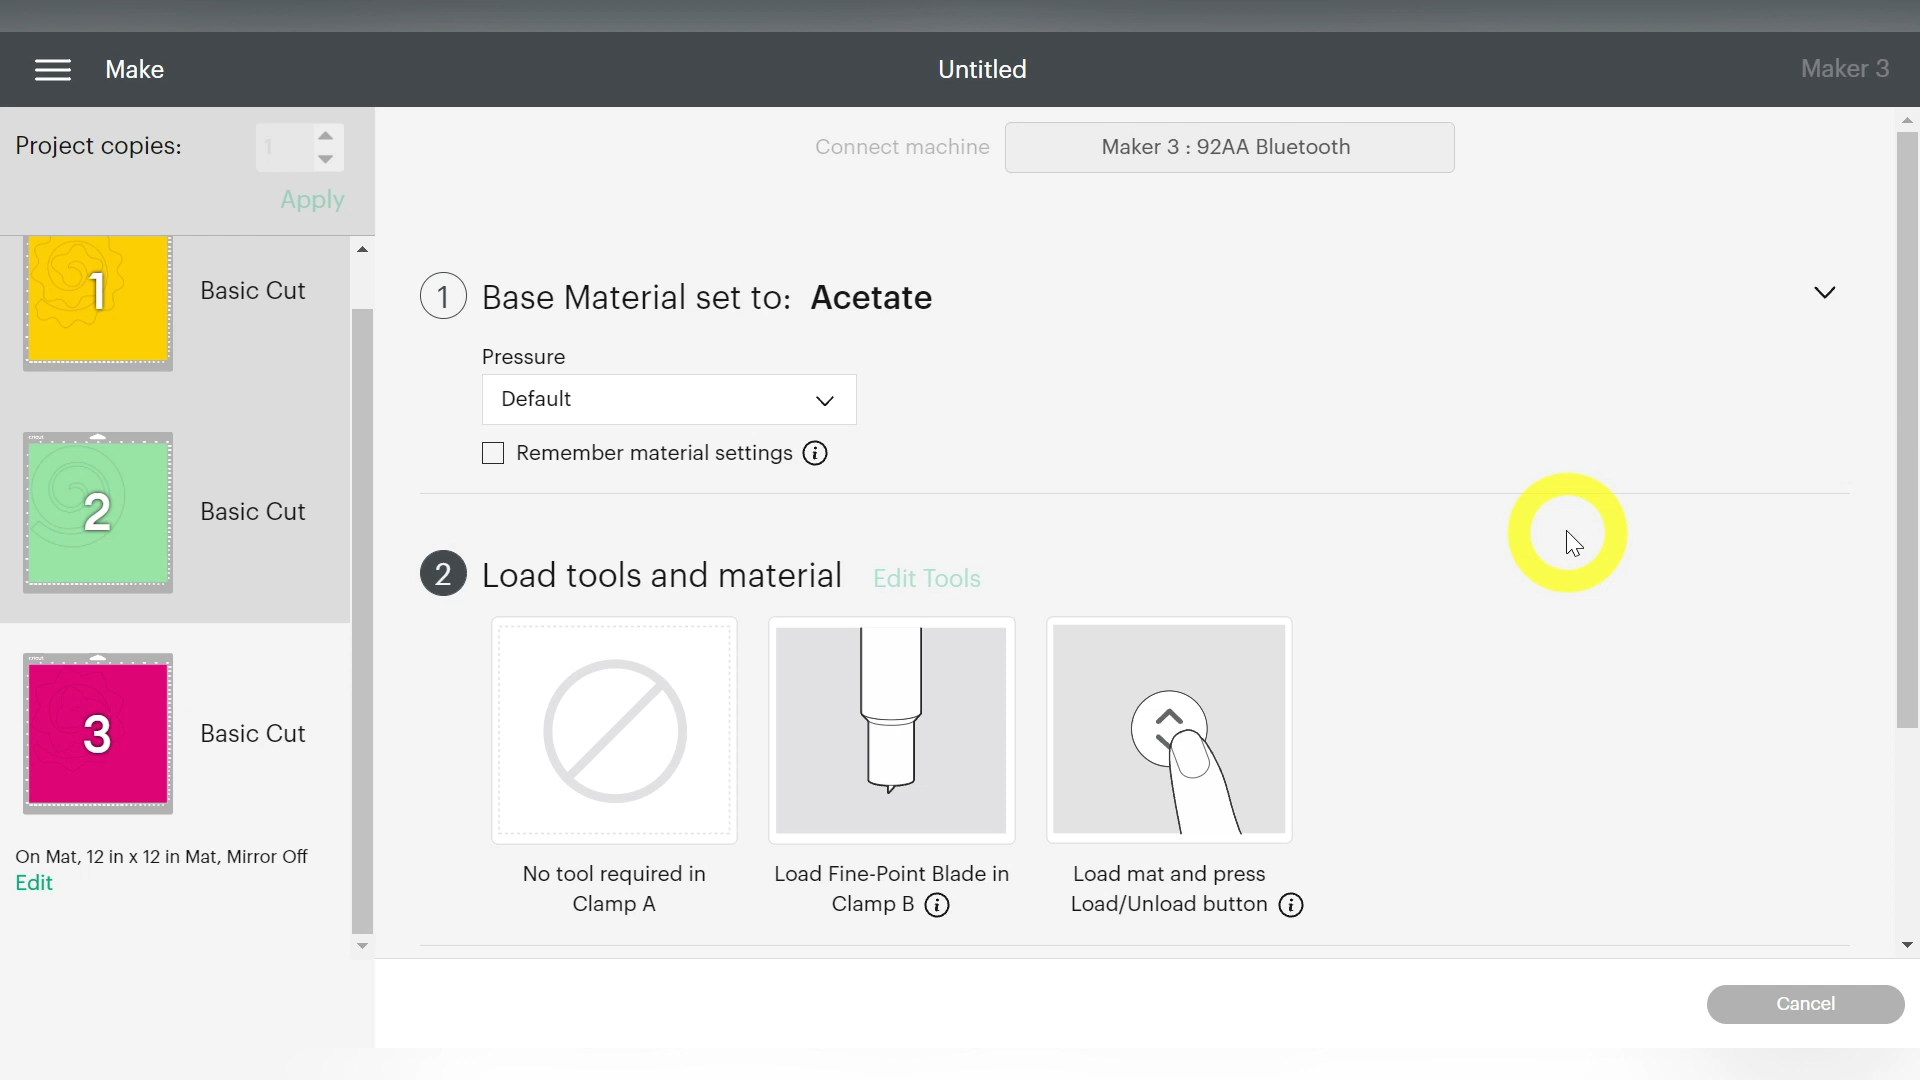 Make
Untitled
Maker 3
Project copies:
1
Apply
Connect machine
Maker 3 : 92AA Bluetooth
1
Basic Cut
2
Basic Cut
3
Basic Cut
On Mat, 12 in x 12 in Mat, Mirror Off
Edit
1
Base Material set to: Acetate
Pressure
Default
Remember material settings
2
Load tools and material
Edit Tools
No tool required in
Clamp A
Load Fine-Point Blade in
Clamp B
Load mat and press
Load/Unload button
Cancel